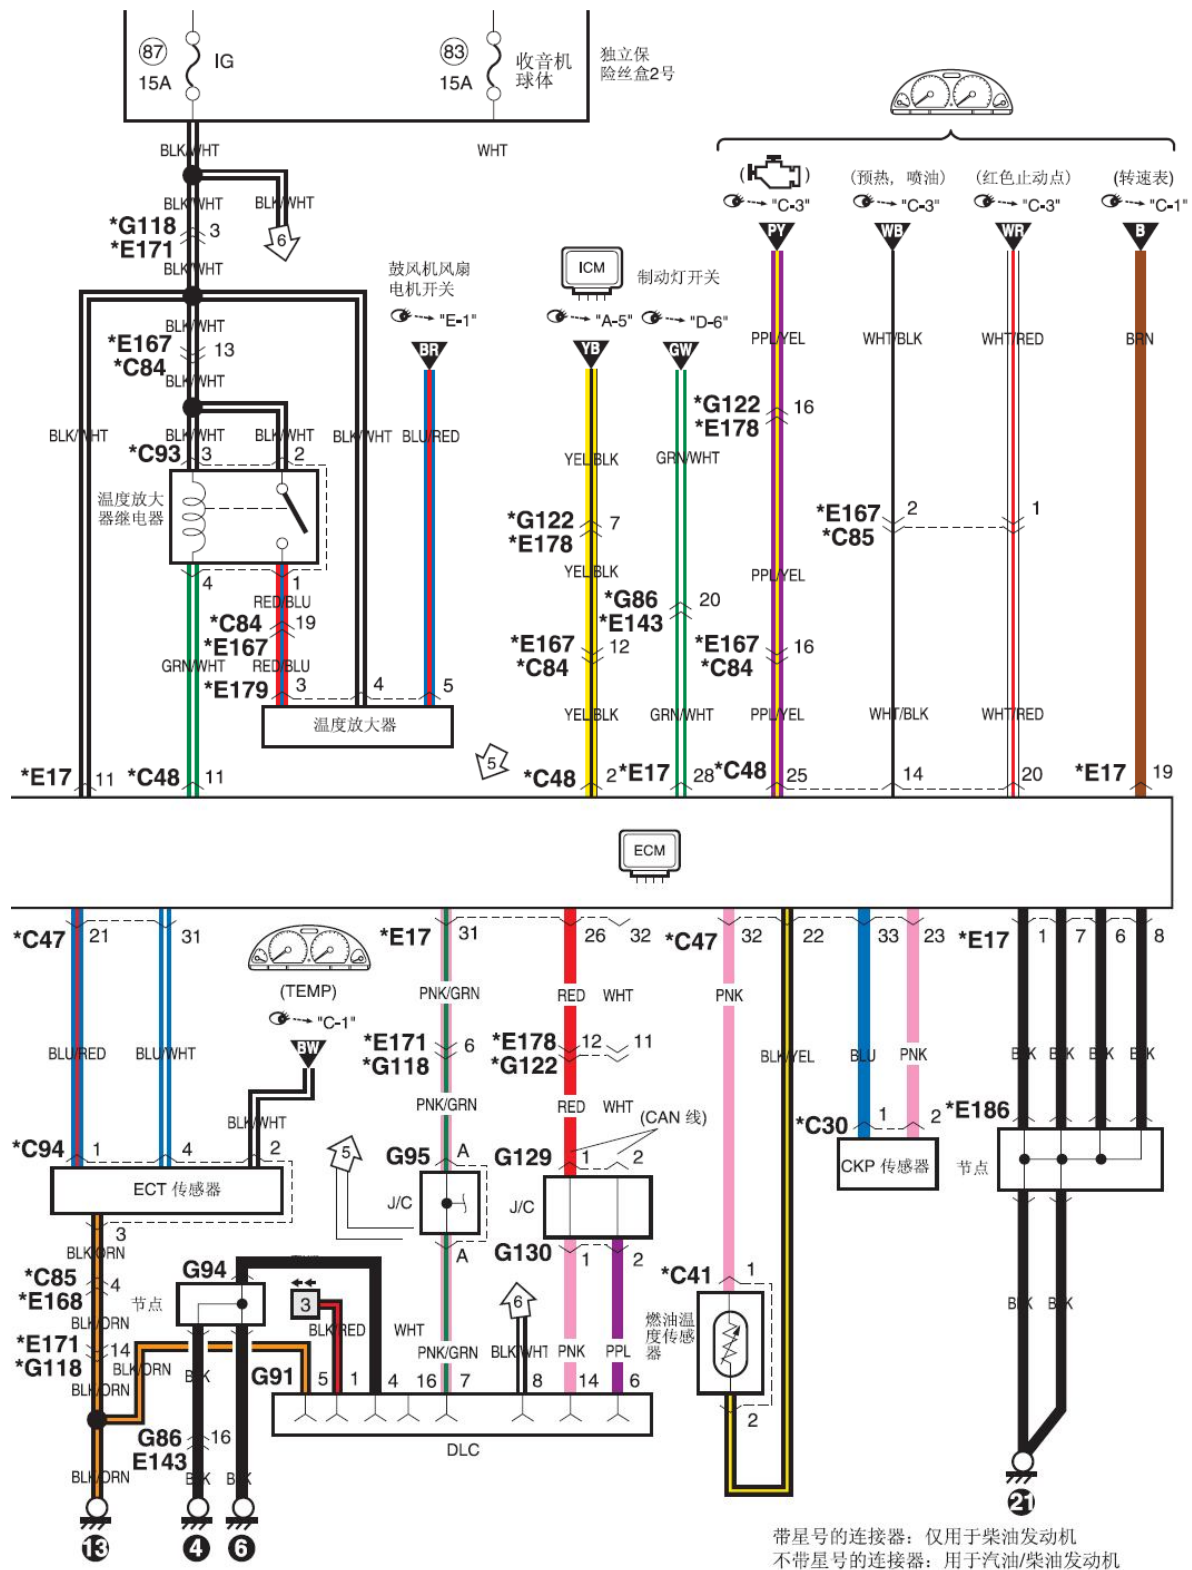 87
15A
IG
83
15A
收音机
球体
独立保
险丝盒2号
BLK/WHT
WHT
BLK/WHT
BLK/WHT
*G118
3
*E171
6
BLK/WHT
(预热，喷油)
(红色止动点)
(转速表)
"C-3"
"C-3"
"C-3"
"C-1"
PY
WB
WR
B
鼓风机风扇
电机开关
"E-1"
BR
ICM
制动灯开关
"A-5"
"D-6"
YB
GW
BLK/WHT
*E167
13
*C84
BLK/WHT
PPL/YEL
WHT/BLK
WHT/RED
BRN
*G122
16
*E178
BLK/WHT
BLK/WHT
BLK/WHT
BLK/WHT
BLU/RED
*C93
3
2
YEL/BLK
GRN/WHT
温度放大
器继电器
*G122
7
*E178
*E167
2
1
*C85
YEL/BLK
PPL/YEL
4
1
RED/BLU
*C84
19
*E167
*G86
20
*E143
*E167
12
*C84
*E167
16
*C84
GRN/WHT
RED/BLU
*E179
3
4
5
温度放大器
YEL/BLK
GRN/WHT
PPL/YEL
WHT/BLK
WHT/RED
5
*E17
11
*C48
11
*C48
2
*E17
28
*C48
25
14
20
*E17
19
ECM
*C47
21
31
*E17
31
26
32
*C47
32
22
33
23
*E17
1
7
6
8
(TEMP)
"C-1"
BW
PNK/GRN
RED
WHT
PNK
BLU/RED
BLU/WHT
*E171
6
*G118
*E178
12
11
*G122
BLK/YEL
BLU
PNK
BLK
BLK
BLK
BLK
BLK/WHT
PNK/GRN
RED
WHT
(CAN 线)
*C30
1
2
*E186
*C94
1
4
2
5
G95
A
G129
1
2
CKP 传感器
节点
ECT 传感器
J/C
J/C
3
A
G130
1
2
BLK/ORN
*C85
4
*E168
G94
节点
3
6
*C41
1
BLK/ORN
BLK/RED
WHT
燃油温
度传感
器
BLK
BLK
*E171
14
*G118
BLK/ORN
BLK
PNK/GRN
BLK/WHT
PNK
PPL
BLK/ORN
G91
5
1
4
16
7
8
14
6
2
DLC
G86
16
E143
BLK/ORN
BLK
BLK
13
4
6
21
带星号的连接器：仅用于柴油发动机
不带星号的连接器：用于汽油/柴油发动机